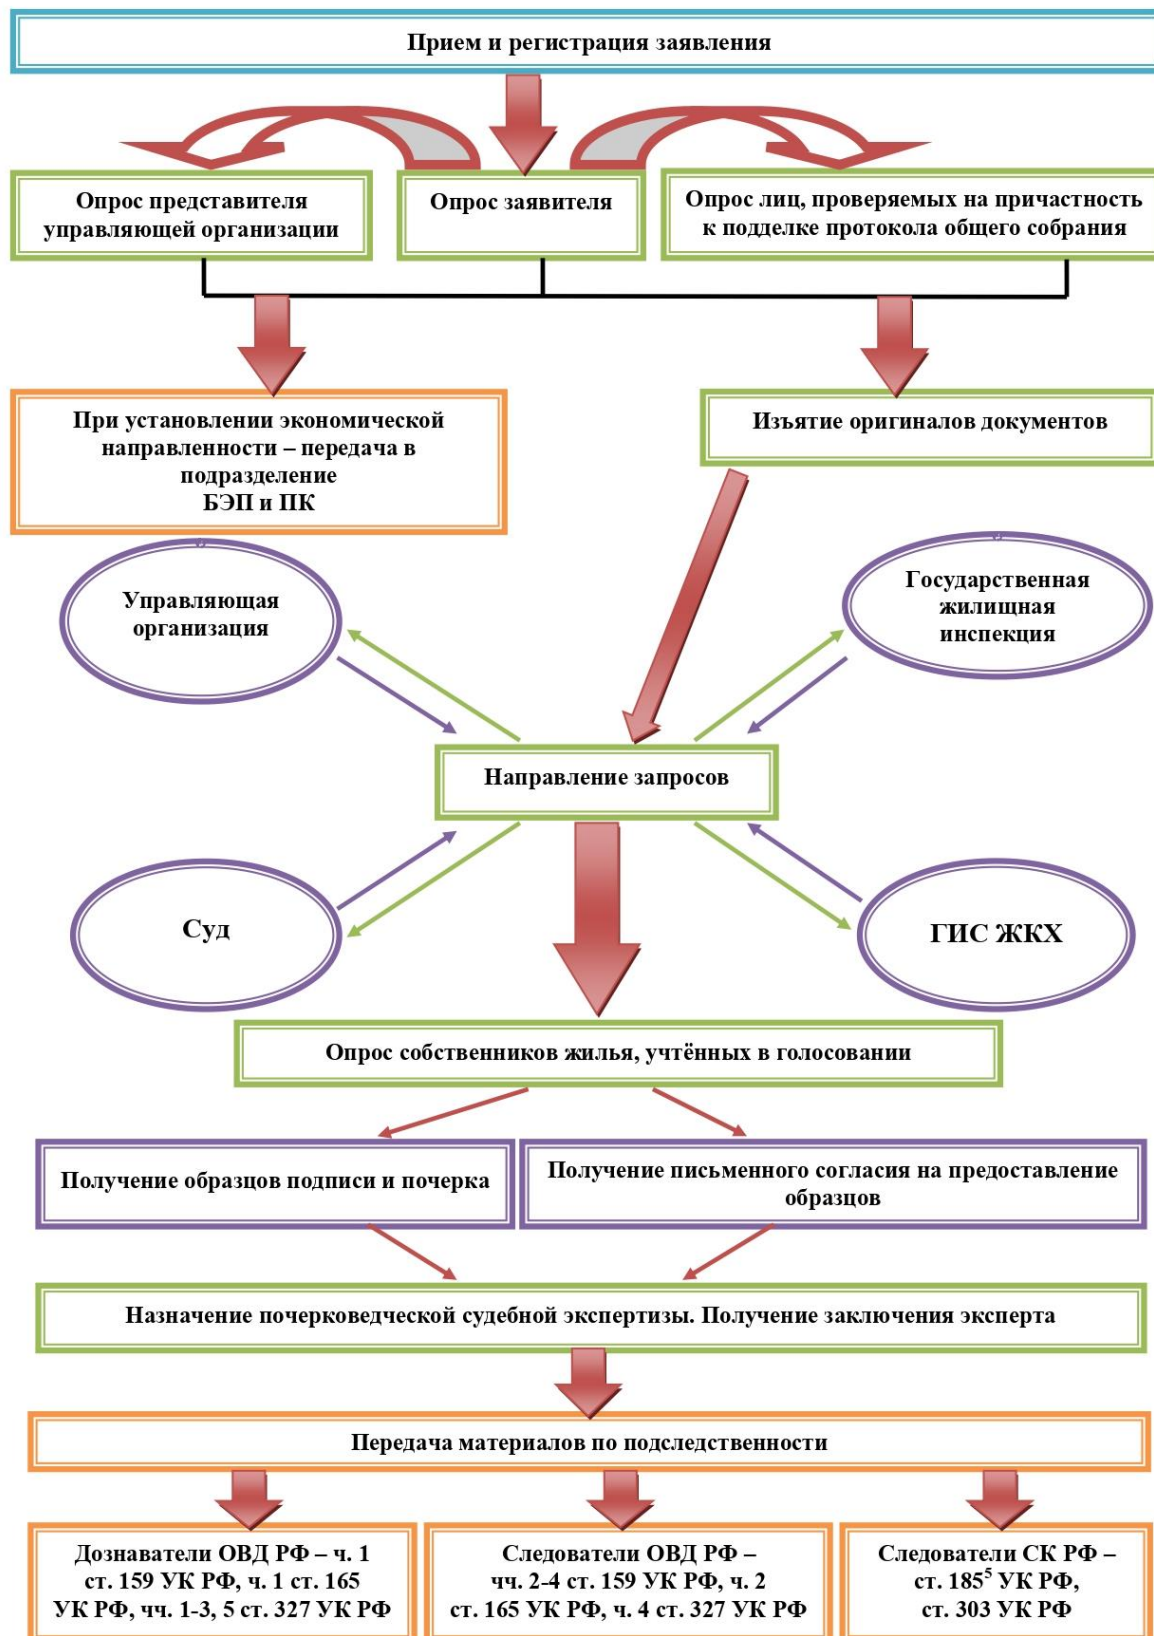 Прием и регистрация заявления
Опрос представителя
управляющей организации
Опрос заявителя
Опрос лиц, проверяемых на причастность
к подделке протокола общего собрания
При установлении экономической
направленности – передача в
подразделение
БЭП и ПК
Изъятие оригиналов документов
Управляющая
организация
Государственная
жилищная
инспекция
Направление запросов
Суд
ГИС ЖКХ
Опрос собственников жилья, учтённых в голосовании
Получение образцов подписи и почерка
Получение письменного согласия на предоставление
образцов
Назначение почерковедческой судебной экспертизы. Получение заключения эксперта
Передача материалов по подследственности
Дознаватели ОВД РФ – ч. 1
ст. 159 УК РФ, ч. 1 ст. 165
УК РФ, чч. 1-3, 5 ст. 327 УК РФ
Следователи ОВД РФ –
чч. 2-4 ст. 159 УК РФ, ч. 2
ст. 165 УК РФ, ч. 4 ст. 327 УК РФ
Следователи СК РФ –
ст. 185⁵ УК РФ,
ст. 303 УК РФ